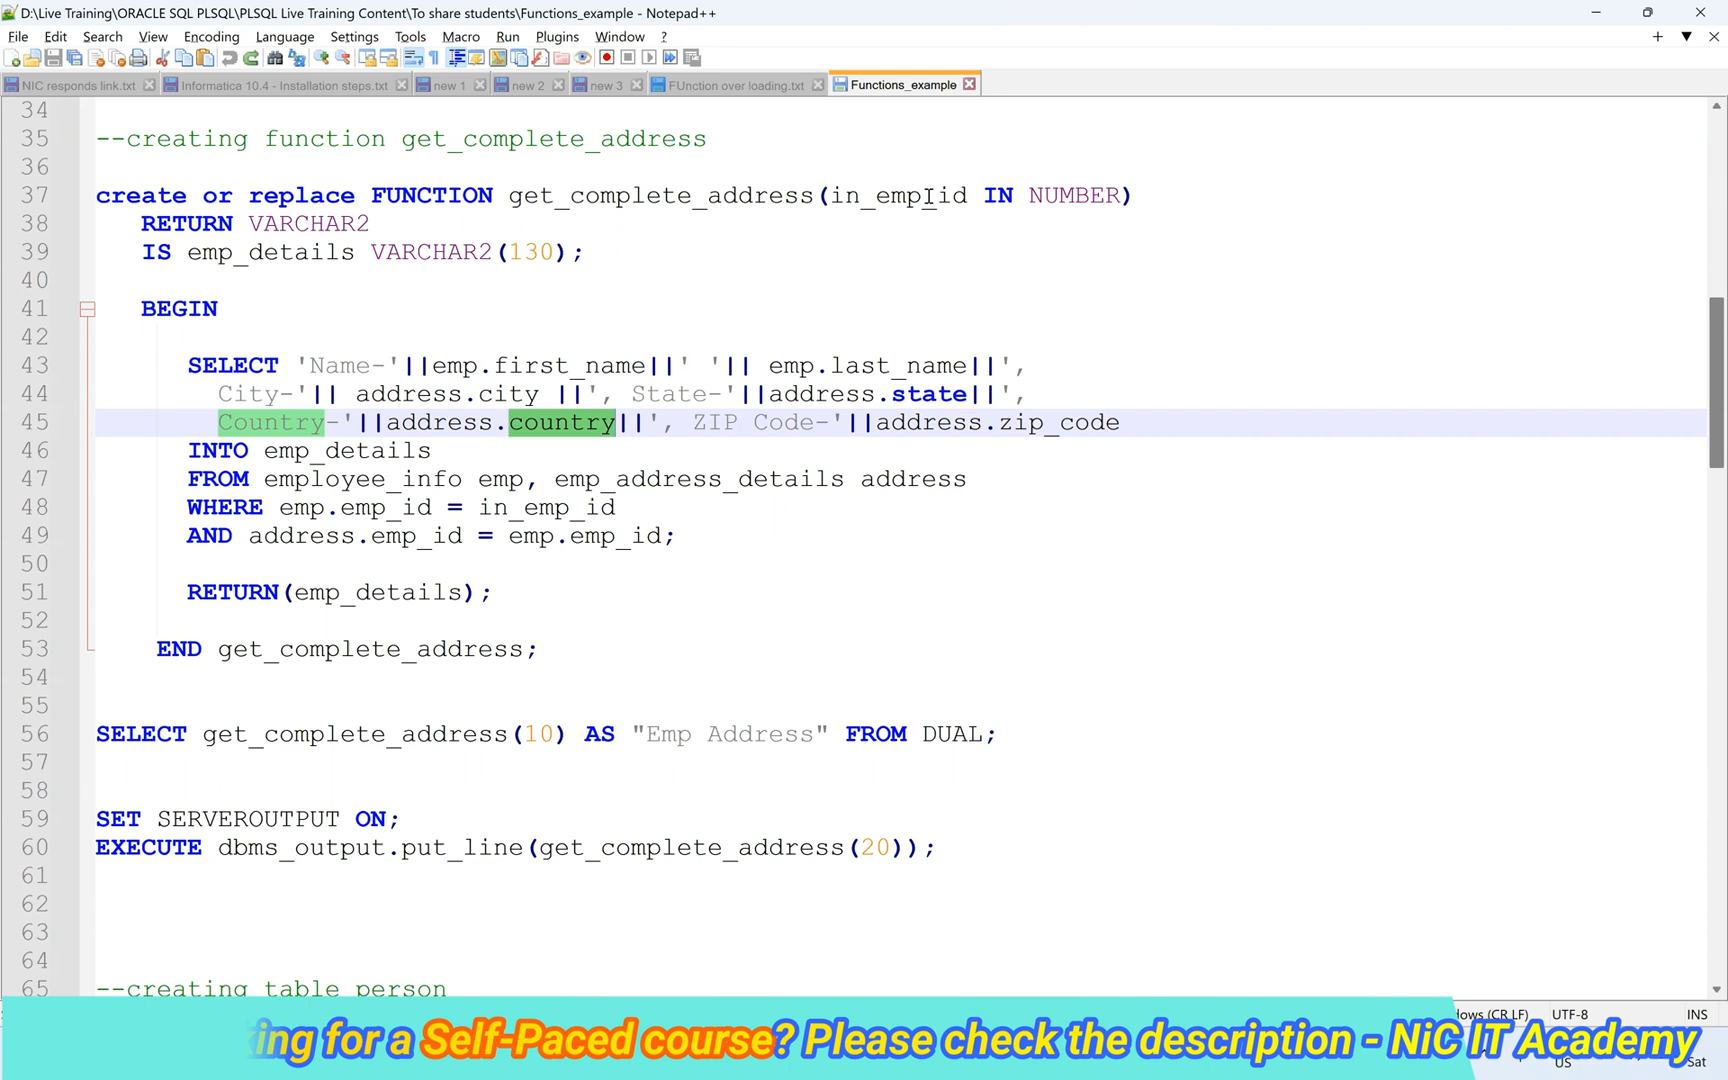 D:\Live Training\ORACLE SQL PLSQL\PLSQL Live Training Content\To share students\Functions_example - Notepad++
File Edit Search View Encoding Language Settings Tools Macro Run Plugins Window ?
NIC responds link.txt Informatica 10.4 - Installation steps.txt new 1 new 2 new 3 FUnction over loading.txt Functions_example
34
35 --creating function get_complete_address
36
37 create or replace FUNCTION get_complete_address(in_emp_id IN NUMBER)
38 RETURN VARCHAR2
39 IS emp_details VARCHAR2(130);
40
41 BEGIN
42
43 SELECT 'Name-'||emp.first_name||' '|| emp.last_name||',
44 City-'|| address.city ||', State-'||address.state||',
45 Country-'||address.country||', ZIP Code-'||address.zip_code
46 INTO emp_details
47 FROM employee_info emp, emp_address_details address
48 WHERE emp.emp_id = in_emp_id
49 AND address.emp_id = emp.emp_id;
50
51 RETURN(emp_details);
52
53 END get_complete_address;
54
55
56 SELECT get_complete_address(10) AS "Emp Address" FROM DUAL;
57
58
59 SET SERVEROUTPUT ON;
60 EXECUTE dbms_output.put_line(get_complete_address(20));
61
62
63
64
65 --creating table person
(CR LF) UTF-8 INS
for a Self-Paced course? Please check the description - NiC IT Academy
US Sat